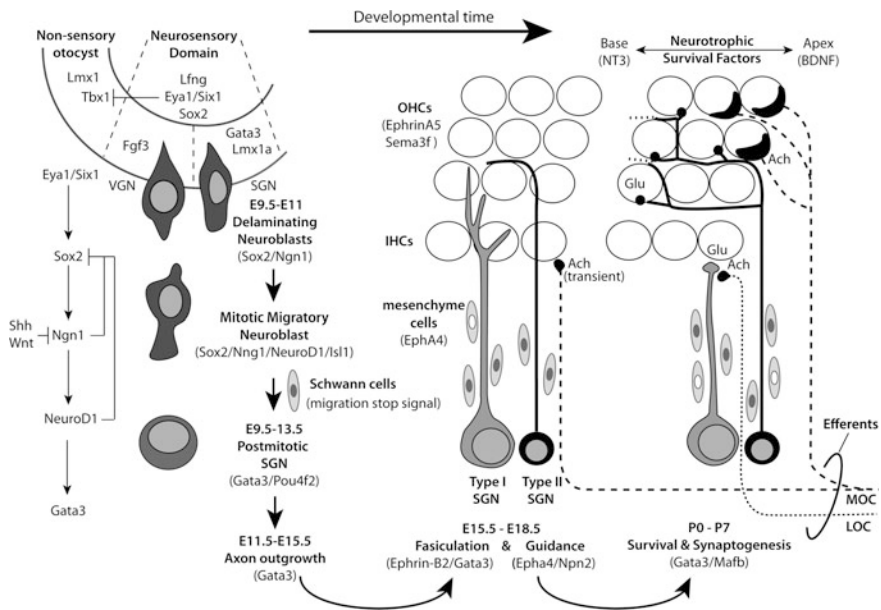 Developmental time
Non-sensory
otocyst
Neurosensory
Domain
Lmx1
Tbx1
Lfng
Eya1/Six1
Sox2
Fgf3
Gata3
Lmx1a
VGN
SGN
Eya1/Six1
Sox2
Shh
Wnt
Ngn1
NeuroD1
Gata3
E9.5-E11
Delaminating
Neuroblasts
(Sox2/Ngn1)
Mitotic Migratory
Neuroblast
(Sox2/Nng1/NeuroD1/Isl1)
Schwann cells
(migration stop signal)
E9.5-13.5
Postmitotic
SGN
(Gata3/Pou4f2)
E11.5-E15.5
Axon outgrowth
(Gata3)
OHCs
(EphrinA5
Sema3f)
IHCs
Ach
(transient)
mesenchyme
cells
(EphA4)
Type I
SGN
Type II
SGN
E15.5 - E18.5
Fasiculation & Guidance
(Ephrin-B2/Gata3) (Epha4/Npn2)
Base
(NT3)
Neurotrophic
Survival Factors
Apex
(BDNF)
Ach
Glu
Glu
Ach
Efferents
MOC
LOC
P0 - P7
Survival & Synaptogenesis
(Gata3/Mafb)